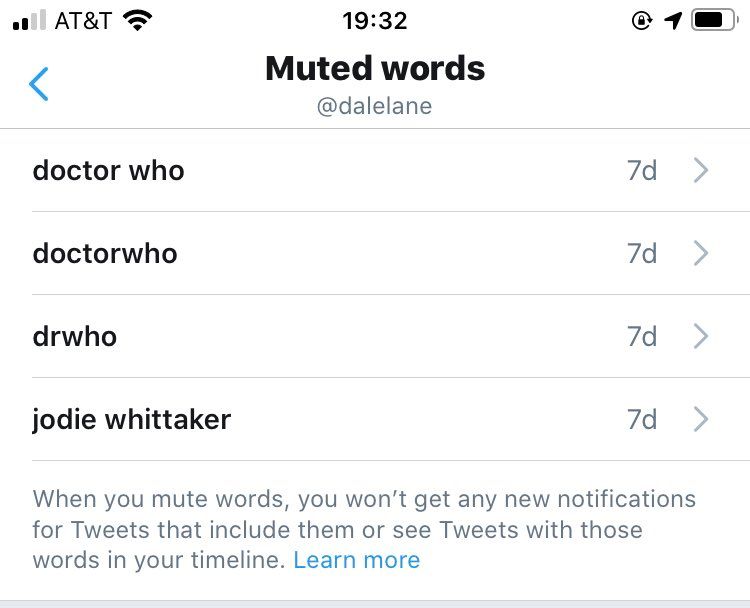 AT&T 19:32
Muted words
@dalelane
doctor who 7d
doctorwho 7d
drwho 7d
jodie whittaker 7d
When you mute words, you won’t get any new notifications
for Tweets that include them or see Tweets with those
words in your timeline. Learn more